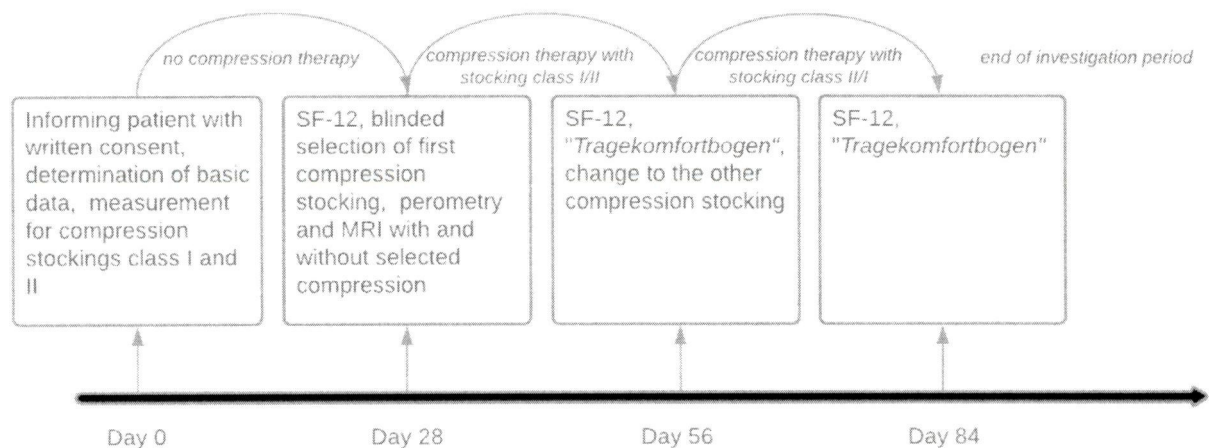 no compression therapy
compression therapy with
stocking class I/II
compression therapy with
stocking class II/I
end of investigation period
Informing patient with
written consent,
determination of basic
data, measurement
for compression
stockings class I and
II
SF-12, blinded
selection of first
compression
stocking, perometry
and MRI with and
without selected
compression
SF-12,
"Tragekomfortbogen",
change to the other
compression stocking
SF-12,
"Tragekomfortbogen"
Day 0
Day 28
Day 56
Day 84